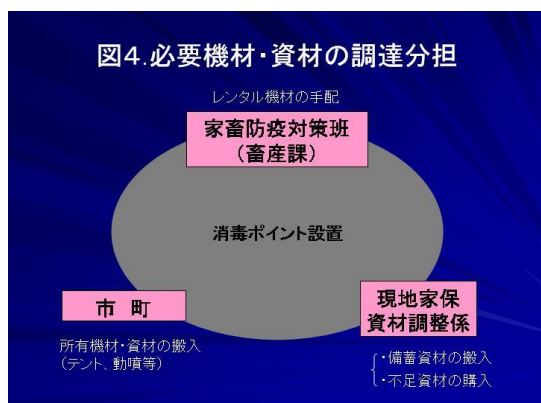 図4.必要機材・資材の調達分担
レンタル機材の手配
家畜防疫対策班
(畜産課)
消毒ポイント設置
市 町
所有機材・資材の搬入
(テント、動噴等)
現地家保
資材調整係
・備蓄資材の搬入
・不足資材の購入